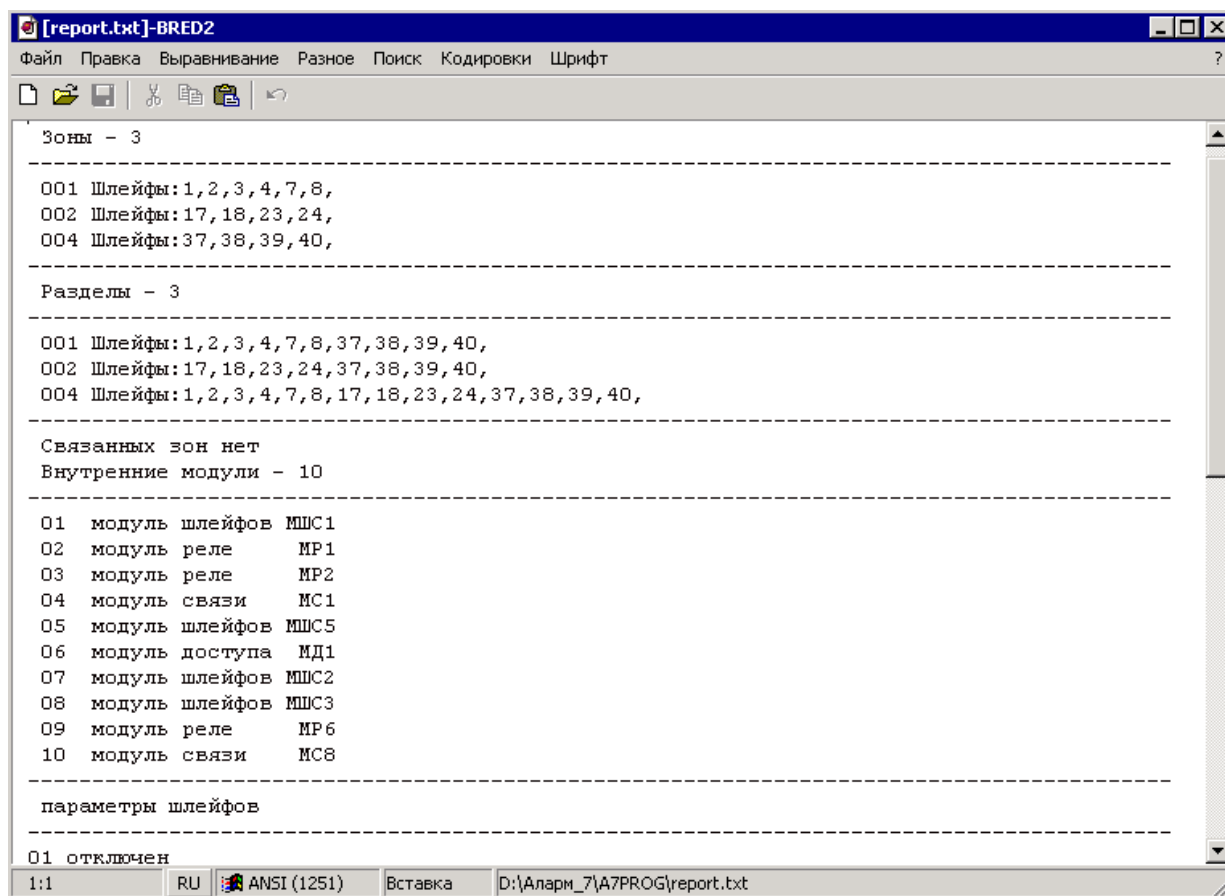 [report.txt]-BRED2
Файл Правка Выравнивание Разное Поиск Кодировки Шрифт ?
Зоны - 3
001 Шлейфы:1,2,3,4,7,8,
002 Шлейфы:17,18,23,24,
004 Шлейфы:37,38,39,40,
Разделы - 3
001 Шлейфы:1,2,3,4,7,8,37,38,39,40,
002 Шлейфы:17,18,23,24,37,38,39,40,
004 Шлейфы:1,2,3,4,7,8,17,18,23,24,37,38,39,40,
Связанных зон нет
Внутренние модули - 10
01 модуль шлейфов МШС1
02 модуль реле МР1
03 модуль реле МР2
04 модуль связи МС1
05 модуль шлейфов МШС5
06 модуль доступа МД1
07 модуль шлейфов МШС2
08 модуль шлейфов МШС3
09 модуль реле МР6
10 модуль связи МС8
параметры шлейфов
01 отключен
1:1 RU ANSI (1251) Вставка D:\Аларм_7\A7PROG\report.txt